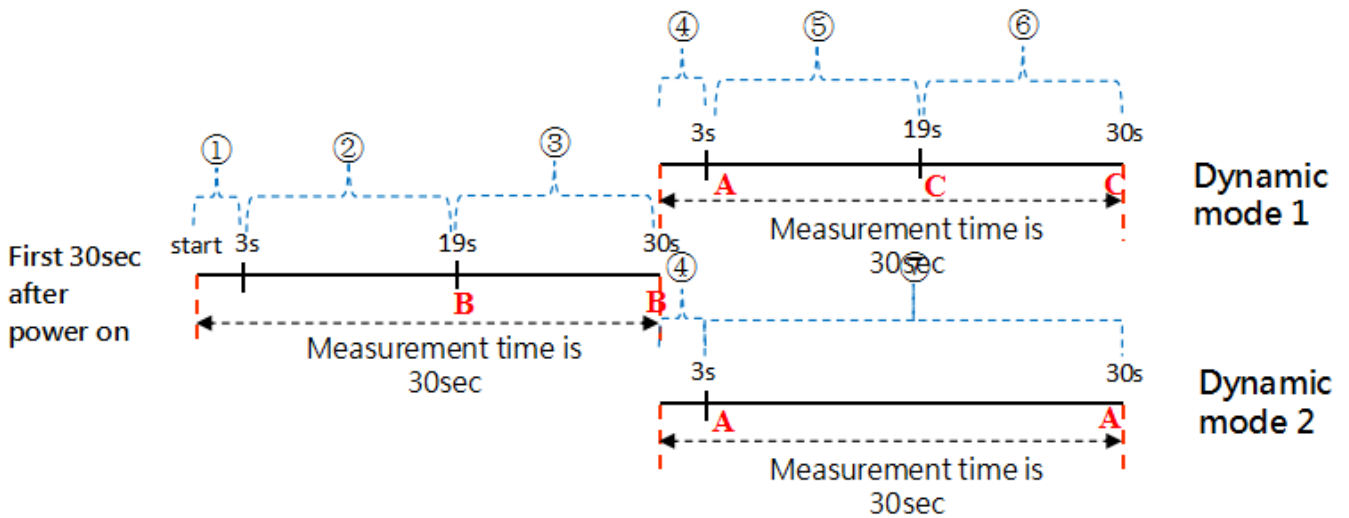 ④ ⑤ ⑥
3s 19s 30s
A C C
Dynamic
mode 1
Measurement time is
30sec
① ② ③
start 3s 19s 30s
First 30sec
after
power on
B B
Measurement time is
30sec
④ ⑦
3s 30s
A A
Dynamic
mode 2
Measurement time is
30sec